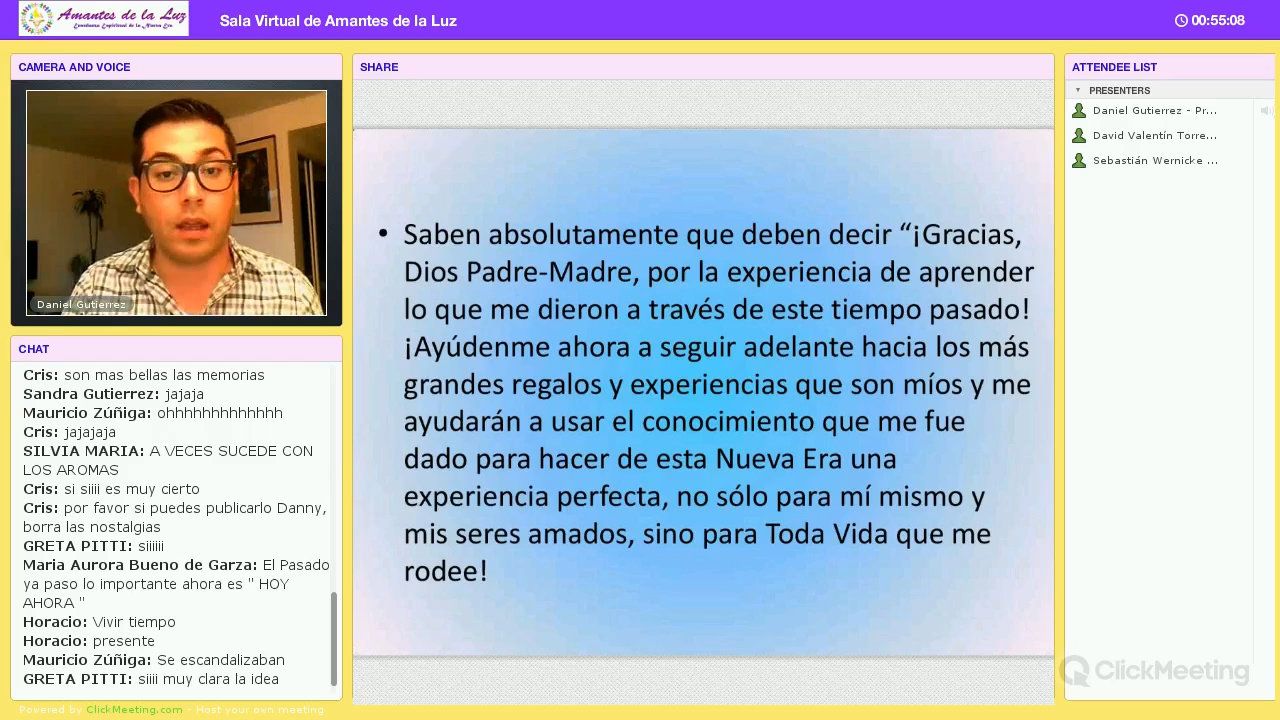 Amantes de la Luz
Enseñanza Espiritual de la Nueva Era
Sala Virtual de Amantes de la Luz
00:55:08
CAMERA AND VOICE
Daniel Gutierrez
CHAT
Cris: son mas bellas las memorias
Sandra Gutierrez: jajaja
Mauricio Zúñiga: ohhhhhhhhhhhhh
Cris: jajajaja
SILVIA MARIA: A VECES SUCEDE CON
LOS AROMAS
Cris: si siiii es muy cierto
Cris: por favor si puedes publicarlo Danny,
borra las nostalgias
GRETA PITTI: siiiiii
Maria Aurora Bueno de Garza: El Pasado
ya paso lo importante ahora es " HOY
AHORA "
Horacio: Vivir tiempo
Horacio: presente
Mauricio Zúñiga: Se escandalizaban
GRETA PITTI: siiii muy clara la idea
Powered by ClickMeeting.com - Host your own meeting
SHARE
• Saben absolutamente que deben decir “¡Gracias,
Dios Padre-Madre, por la experiencia de aprender
lo que me dieron a través de este tiempo pasado!
¡Ayúdenme ahora a seguir adelante hacia los más
grandes regalos y experiencias que son míos y me
ayudarán a usar el conocimiento que me fue
dado para hacer de esta Nueva Era una
experiencia perfecta, no sólo para mí mismo y
mis seres amados, sino para Toda Vida que me
rodee!
ATTENDEE LIST
PRESENTERS
Daniel Gutierrez - Pr...
David Valentín Torre...
Sebastián Wernicke ...
ClickMeeting